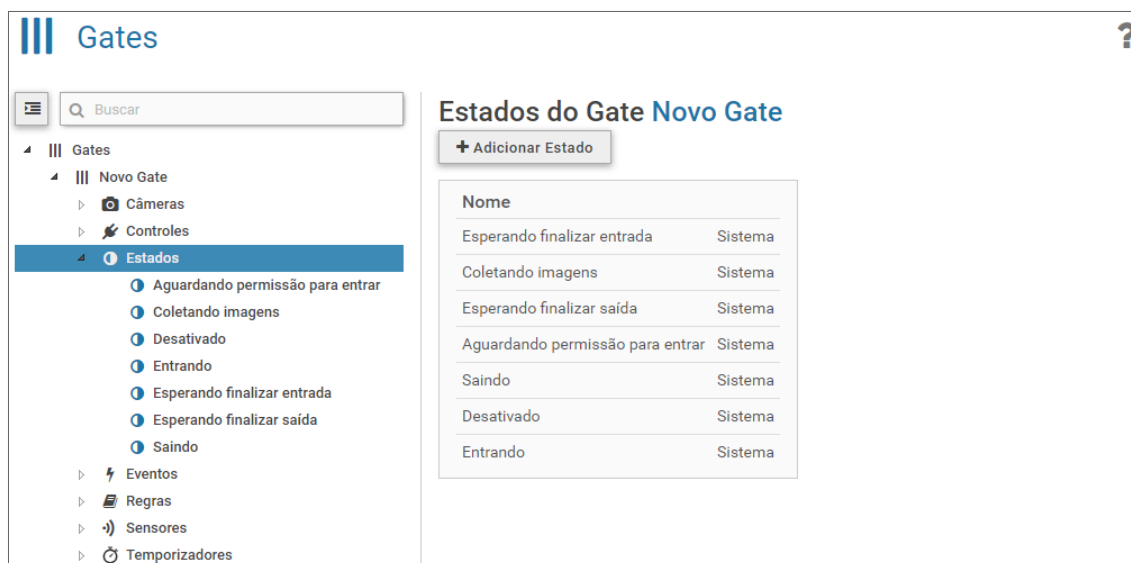 Gates
?
Buscar
Gates
Novo Gate
Câmeras
Controles
Estados
Aguardando permissão para entrar
Coletando imagens
Desativado
Entrando
Esperando finalizar entrada
Esperando finalizar saída
Saindo
Eventos
Regras
Sensores
Temporizadores
Estados do Gate Novo Gate
+ Adicionar Estado
Nome
Esperando finalizar entrada Sistema
Coletando imagens Sistema
Esperando finalizar saída Sistema
Aguardando permissão para entrar Sistema
Saindo Sistema
Desativado Sistema
Entrando Sistema